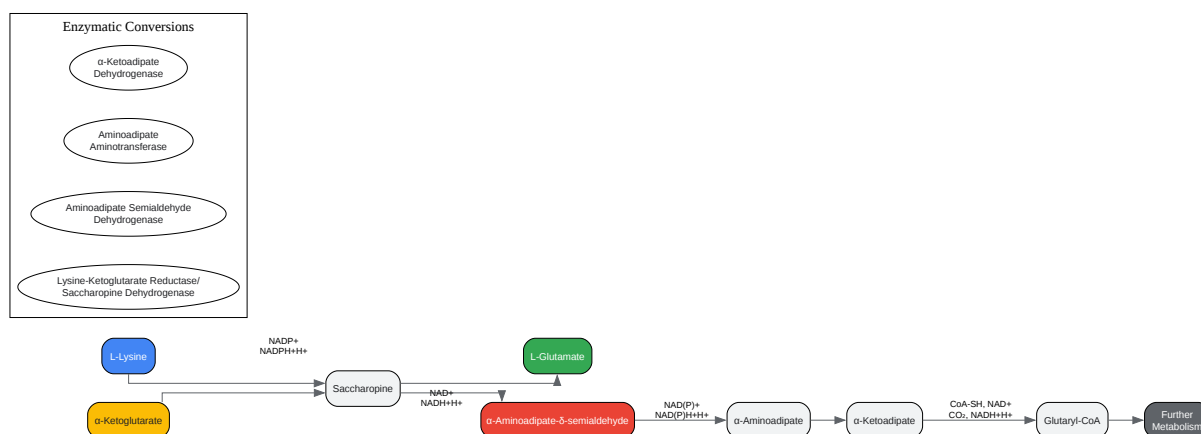 Enzymatic Conversions
α-Ketoadipate
Dehydrogenase
Aminoadipate
Aminotransferase
Aminoadipate Semialdehyde
Dehydrogenase
Lysine-Ketoglutarate Reductase/
Saccharopine Dehydrogenase
L-Lysine
NADP+
NADPH+H+
L-Glutamate
Saccharopine
α-Ketoglutarate
NAD+
NADH+H+
α-Aminoadipate-δ-semialdehyde
NAD(P)+
NAD(P)H+H+
α-Aminoadipate
α-Ketoadipate
CoA-SH, NAD+
CO₂, NADH+H+
Glutaryl-CoA
Further
Metabolism